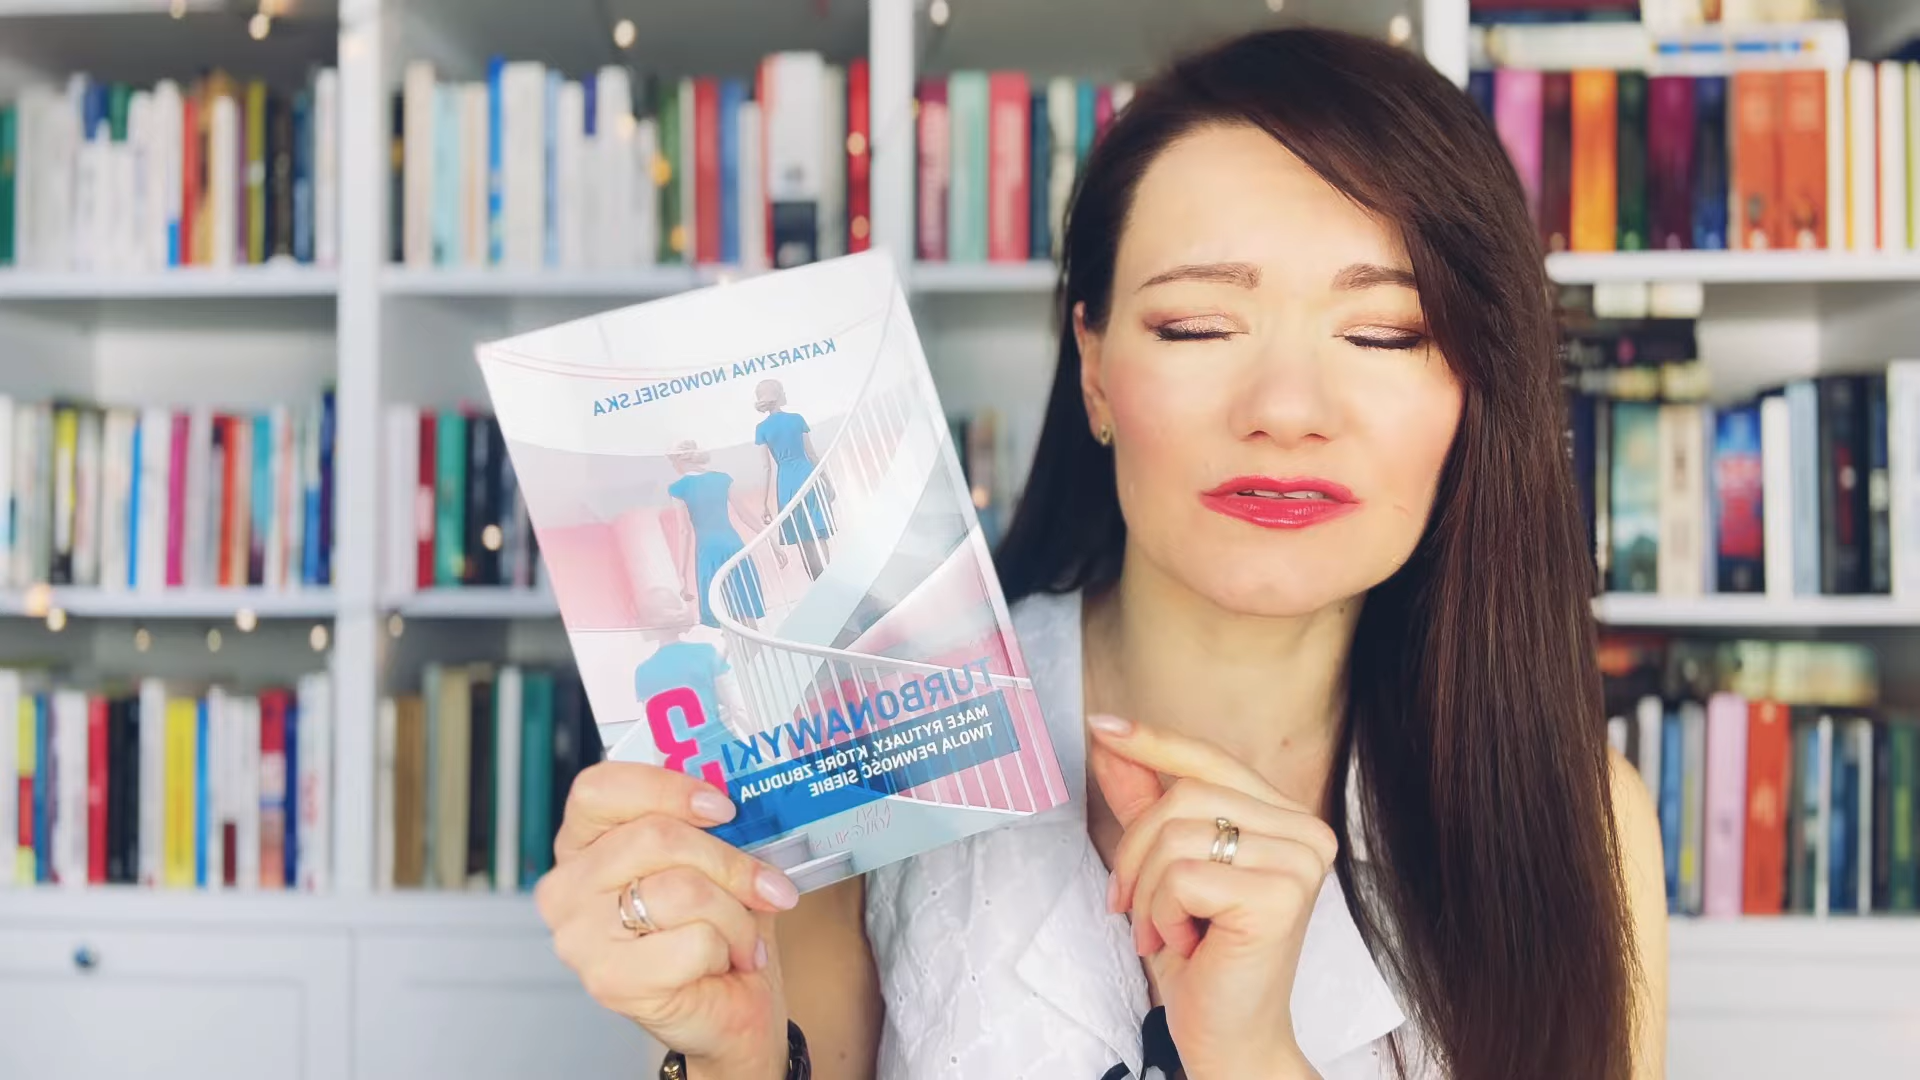 KATARZYNA NOWOSIELSKA
TURBONAWYKI
3
MAŁE RYTUAŁY, KTÓRE ZBUDUJĄ
TWOJĄ PEWNOŚĆ SIEBIE